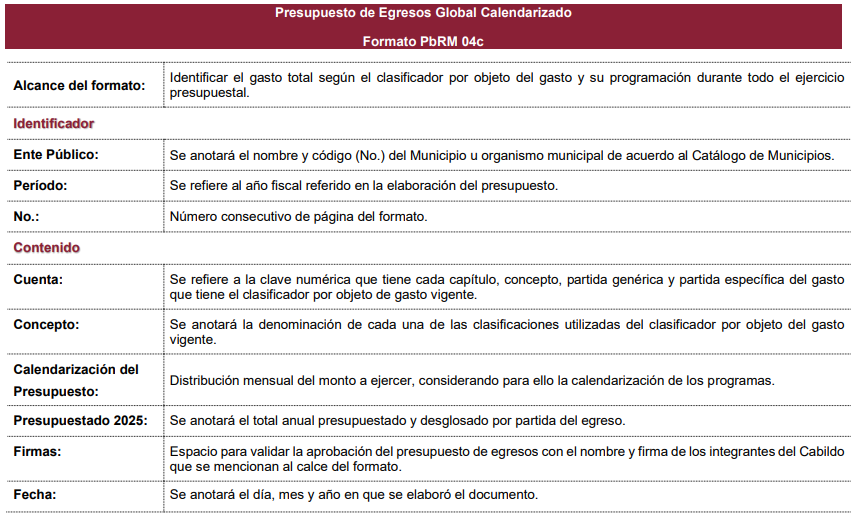 Presupuesto de Egresos Global Calendarizado
Formato PbRM 04c
Alcance del formato:
Identificar el gasto total según el clasificador por objeto del gasto y su programación durante todo el ejercicio
presupuestal.
Identificador
Ente Público:
Se anotará el nombre y código (No.) del Municipio u organismo municipal de acuerdo al Catálogo de Municipios.
Período:
Se refiere al año fiscal referido en la elaboración del presupuesto.
No.:
Número consecutivo de página del formato.
Contenido
Cuenta:
Se refiere a la clave numérica que tiene cada capítulo, concepto, partida genérica y partida específica del gasto
que tiene el clasificador por objeto de gasto vigente.
Concepto:
Se anotará la denominación de cada una de las clasificaciones utilizadas del clasificador por objeto del gasto
vigente.
Calendarización del
Presupuesto:
Distribución mensual del monto a ejercer, considerando para ello la calendarización de los programas.
Presupuestado 2025:
Se anotará el total anual presupuestado y desglosado por partida del egreso.
Firmas:
Espacio para validar la aprobación del presupuesto de egresos con el nombre y firma de los integrantes del Cabildo
que se mencionan al calce del formato.
Fecha:
Se anotará el día, mes y año en que se elaboró el documento.